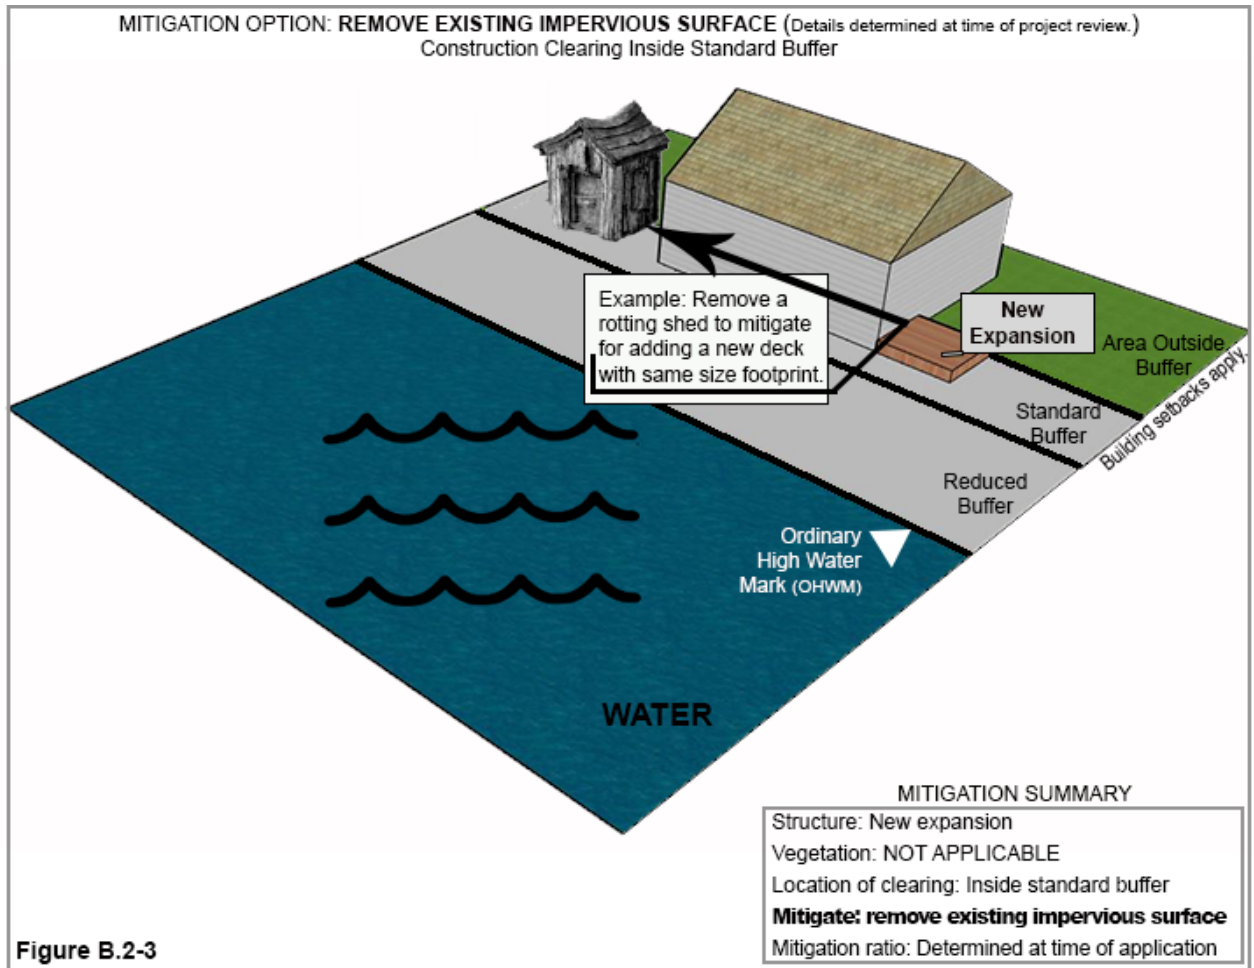 MITIGATION OPTION: REMOVE EXISTING IMPERVIOUS SURFACE (Details determined at time of project review.)
Construction Clearing Inside Standard Buffer
Example: Remove a
rotting shed to mitigate
for adding a new deck
with same size footprint.
New
Expansion
Area Outside
Buffer
Building setbacks apply.
Standard
Buffer
Reduced
Buffer
Ordinary
High Water
Mark (OHWM)
WATER
MITIGATION SUMMARY
Structure: New expansion
Vegetation: NOT APPLICABLE
Location of clearing: Inside standard buffer
Mitigate: remove existing impervious surface
Mitigation ratio: Determined at time of application
Figure B.2-3